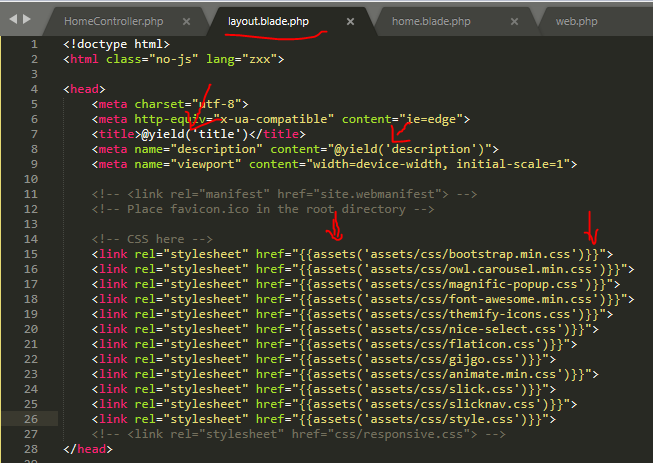 HomeController.php × layout.blade.php × home.blade.php × web.php
1 <!doctype html>
2 <html class="no-js" lang="zxx">
3
4 <head>
5 <meta charset="utf-8">
6 <meta http-equiv="x-ua-compatible" content="ie=edge">
7 <title>@yield('title')</title>
8 <meta name="description" content="@yield('description')">
9 <meta name="viewport" content="width=device-width, initial-scale=1">
10
11 <!-- <link rel="manifest" href="site.webmanifest"> -->
12 <!-- Place favicon.ico in the root directory -->
13
14 <!-- CSS here -->
15 <link rel="stylesheet" href="{{assets('assets/css/bootstrap.min.css')}}">
16 <link rel="stylesheet" href="{{assets('assets/css/owl.carousel.min.css')}}">
17 <link rel="stylesheet" href="{{assets('assets/css/magnific-popup.css')}}">
18 <link rel="stylesheet" href="{{assets('assets/css/font-awesome.min.css')}}">
19 <link rel="stylesheet" href="{{assets('assets/css/themify-icons.css')}}">
20 <link rel="stylesheet" href="{{assets('assets/css/nice-select.css')}}">
21 <link rel="stylesheet" href="{{assets('assets/css/flaticon.css')}}">
22 <link rel="stylesheet" href="{{assets('assets/css/gijgo.css')}}">
23 <link rel="stylesheet" href="{{assets('assets/css/animate.min.css')}}">
24 <link rel="stylesheet" href="{{assets('assets/css/slick.css')}}">
25 <link rel="stylesheet" href="{{assets('assets/css/slicknav.css')}}">
26 <link rel="stylesheet" href="{{assets('assets/css/style.css')}}">
27 <!-- <link rel="stylesheet" href="css/responsive.css"> -->
28 </head>